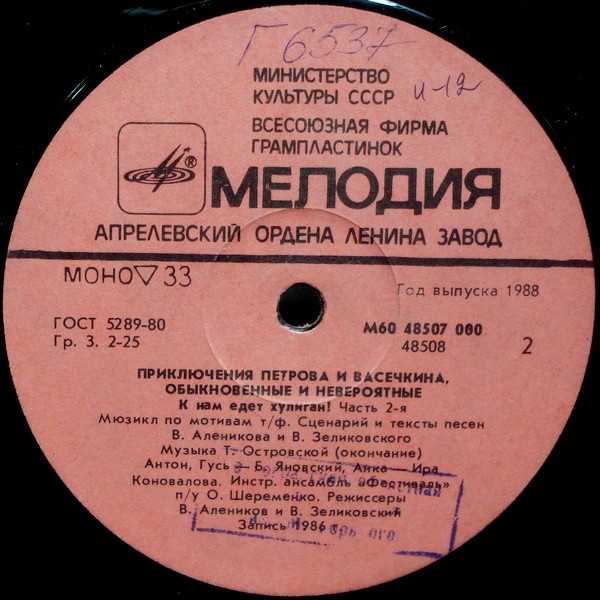 Г 6537
и-12
МИНИСТЕРСТВО
КУЛЬТУРЫ СССР
ВСЕСОЮЗНАЯ ФИРМА
ГРАМПЛАСТИНОК
®
МЕЛОДИЯ
АПРЕЛЕВСКИЙ ОРДЕНА ЛЕНИНА ЗАВОД
МОНО 33
Год выпуска 1988
ГОСТ 5289-80
Гр. 3. 2-25
М60 48507 000
48508
2
ПРИКЛЮЧЕНИЯ ПЕТРОВА И ВАСЕЧКИНА,
ОБЫКНОВЕННЫЕ И НЕВЕРОЯТНЫЕ
К нам едет хулиган! Часть 2-я
Мюзикл по мотивам т/ф. Сценарий и тексты песен
В. Аленикова и В. Зеликовского
Музыка Т. Островской (окончание)
Антон, Гусь — Б. Яновский, Анка — Ира
Коновалова. Инстр. ансамбль «Фестиваль»
п/у О. Шеременко. Режиссеры
В. Алеников и В. Зеликовский
Запись 1986 г.